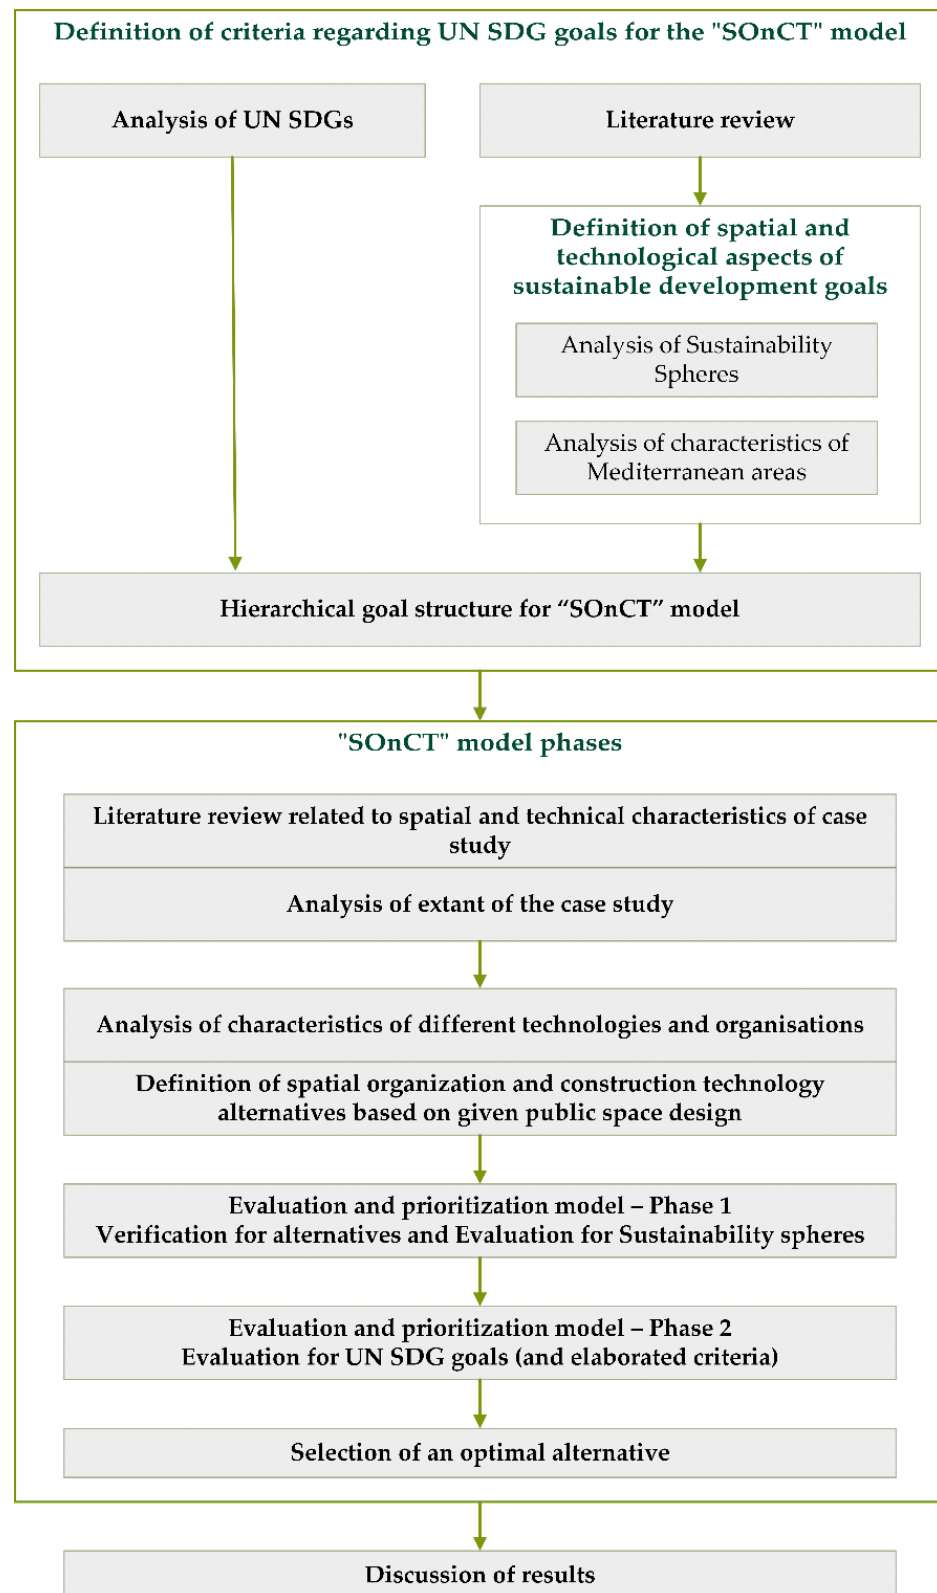 Definition of criteria regarding UN SDG goals for the "SOnCT" model
Analysis of UN SDGs
Literature review
Definition of spatial and
technological aspects of
sustainable development goals
Analysis of Sustainability
Spheres
Analysis of characteristics of
Mediterranean areas
Hierarchical goal structure for “SOnCT” model
"SOnCT" model phases
Literature review related to spatial and technical characteristics of case
study
Analysis of extant of the case study
Analysis of characteristics of different technologies and organisations
Definition of spatial organization and construction technology
alternatives based on given public space design
Evaluation and prioritization model – Phase 1
Verification for alternatives and Evaluation for Sustainability spheres
Evaluation and prioritization model – Phase 2
Evaluation for UN SDG goals (and elaborated criteria)
Selection of an optimal alternative
Discussion of results